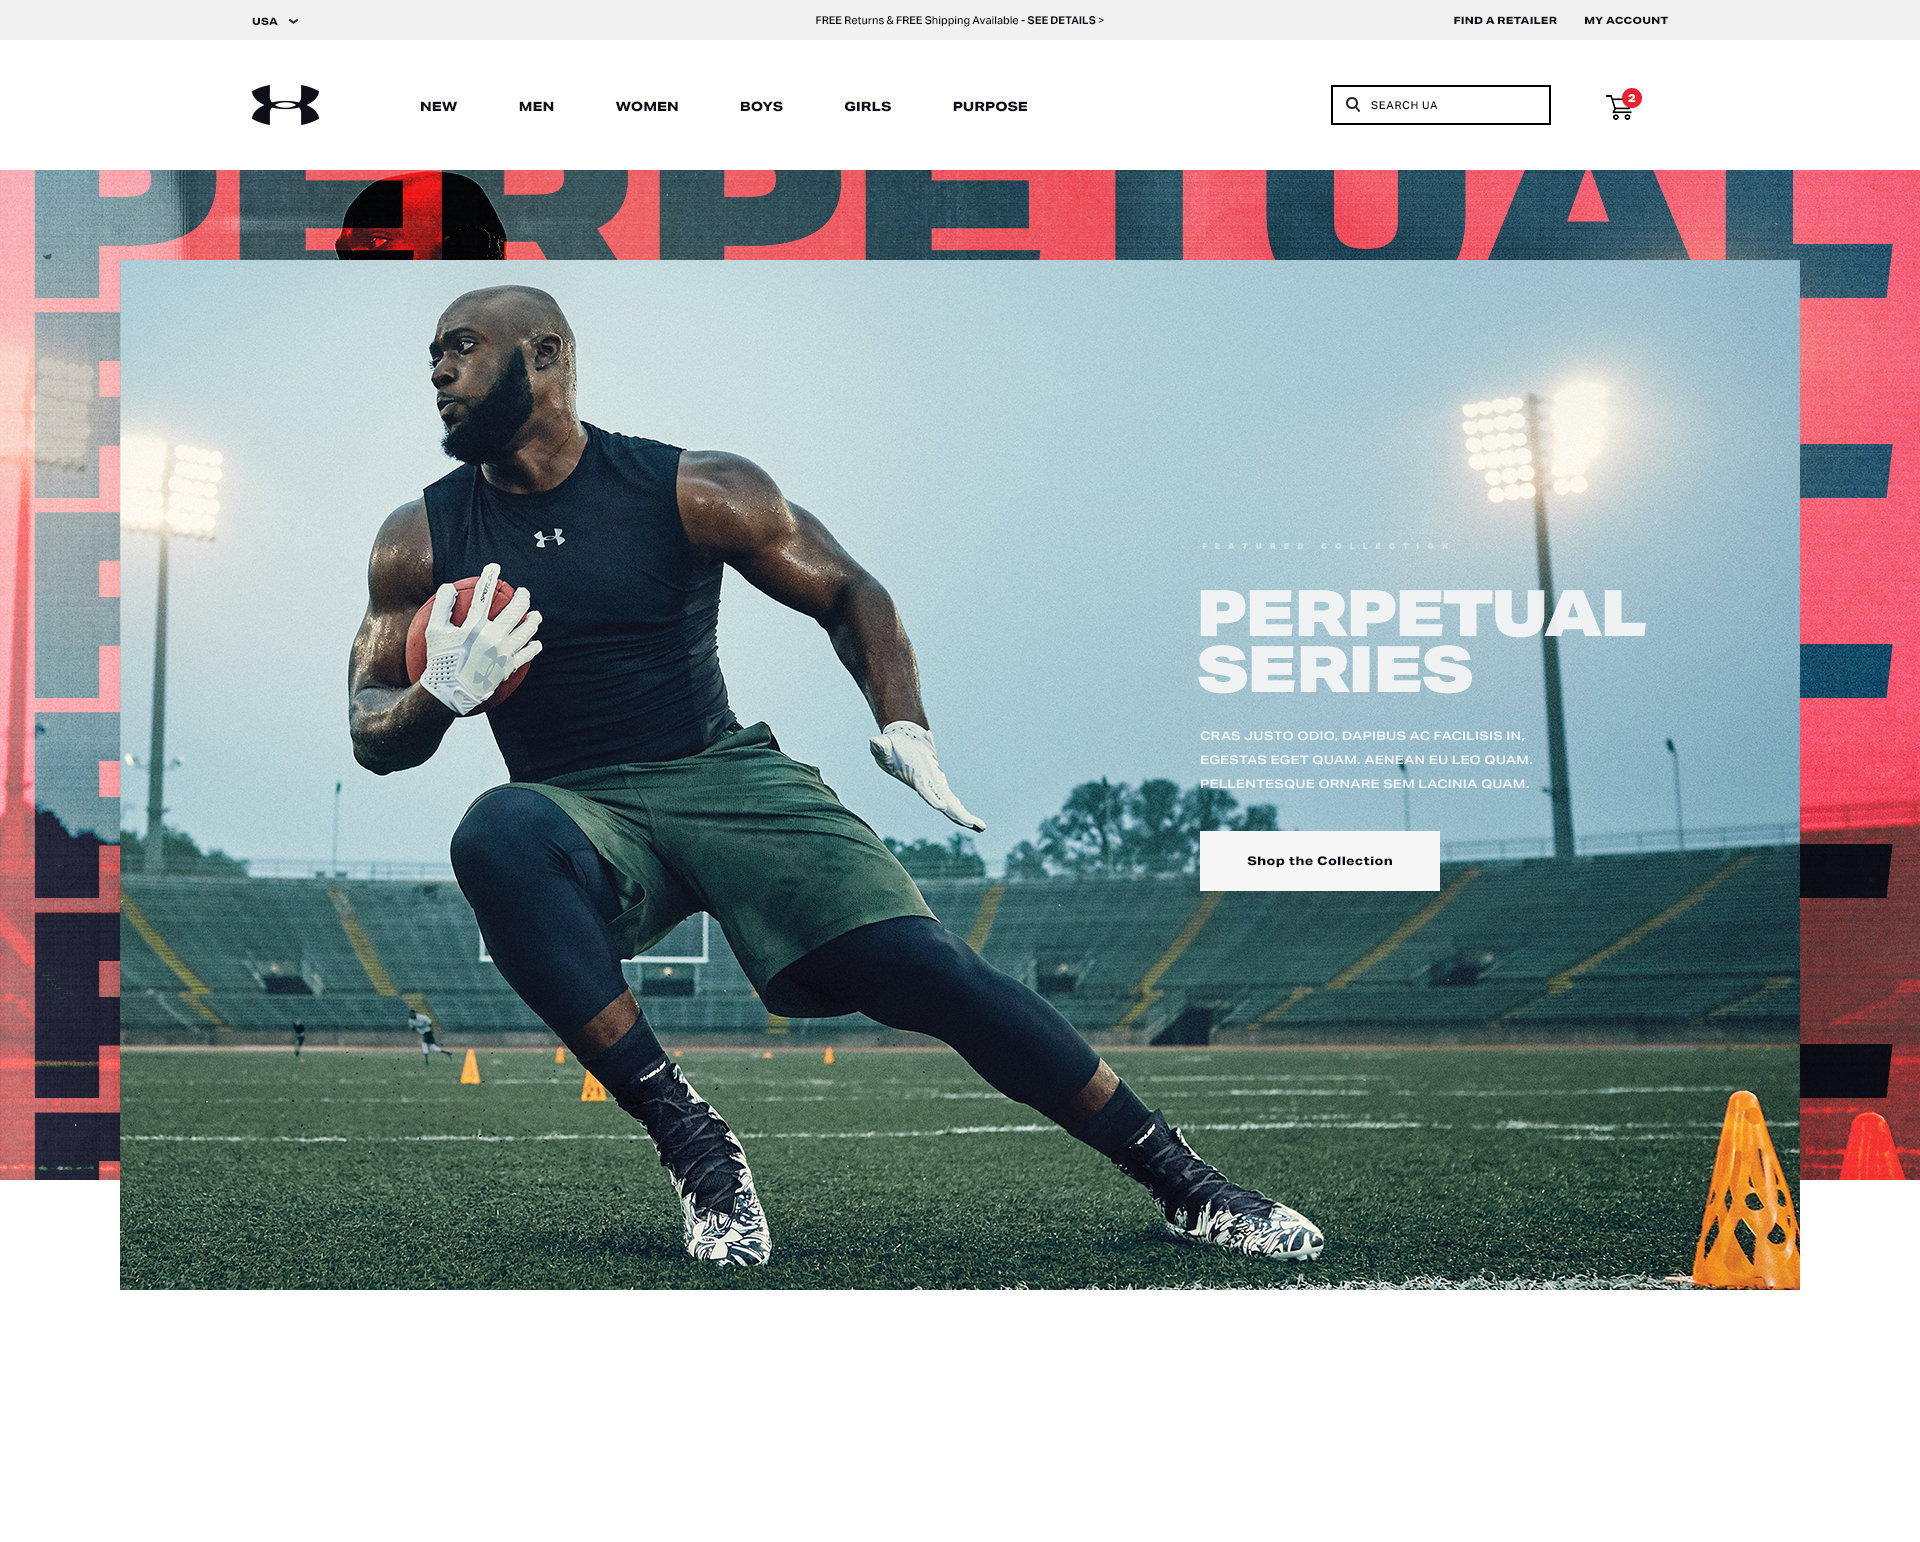 USA
FREE Returns & FREE Shipping Available - SEE DETAILS >
FIND A RETAILER
MY ACCOUNT
NEW
MEN
WOMEN
BOYS
GIRLS
PURPOSE
SEARCH UA
2
PERPETUAL
FEATURED COLLECTION
PERPETUAL
SERIES
CRAS JUSTO ODIO, DAPIBUS AC FACILISIS IN,
EGESTAS EGET QUAM. AENEAN EU LEO QUAM.
PELLENTESQUE ORNARE SEM LACINIA QUAM.
Shop the Collection